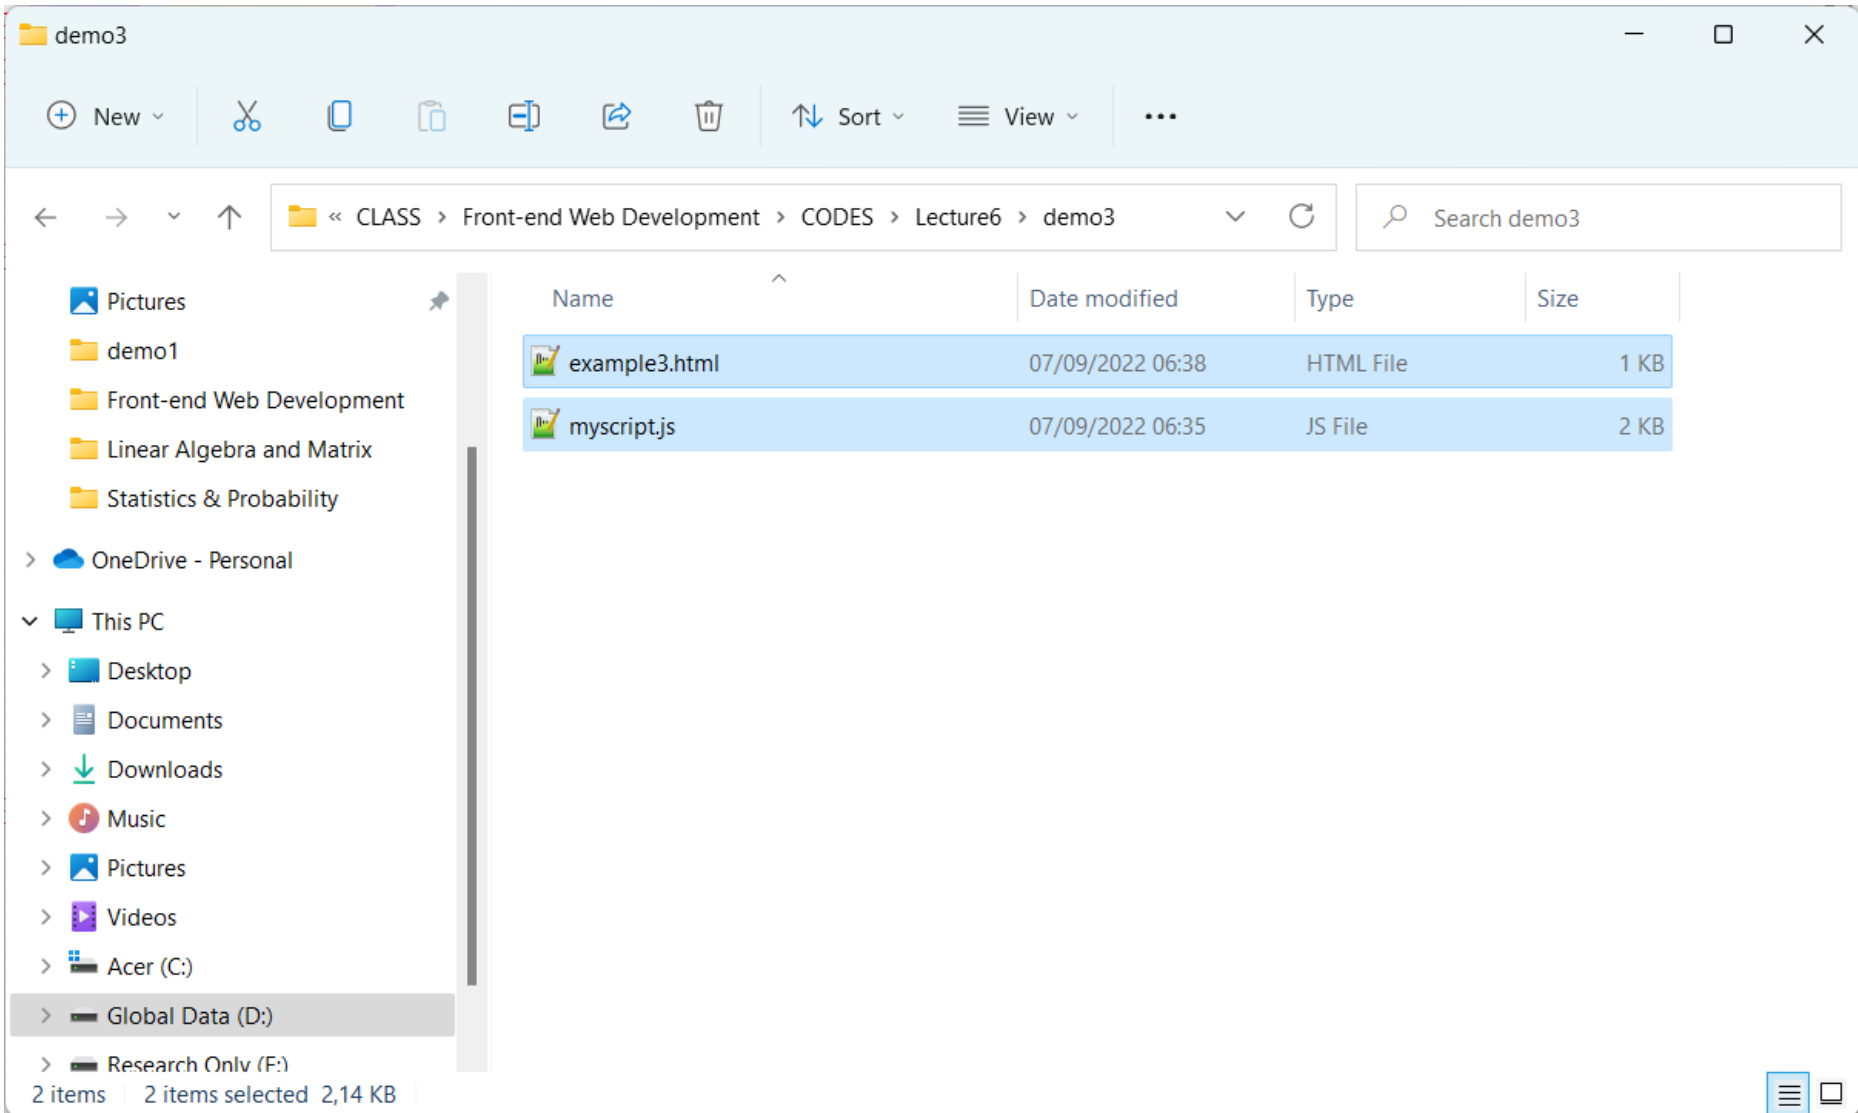 demo3
New Sort View
« CLASS > Front-end Web Development > CODES > Lecture6 > demo3
Search demo3
Pictures
demo1
Front-end Web Development
Linear Algebra and Matrix
Statistics & Probability
OneDrive - Personal
This PC
Desktop
Documents
Downloads
Music
Pictures
Videos
Acer (C:)
Global Data (D:)
Research Only (E:)
Name Date modified Type Size
example3.html 07/09/2022 06:38 HTML File 1 KB
myscript.js 07/09/2022 06:35 JS File 2 KB
2 items 2 items selected 2,14 KB